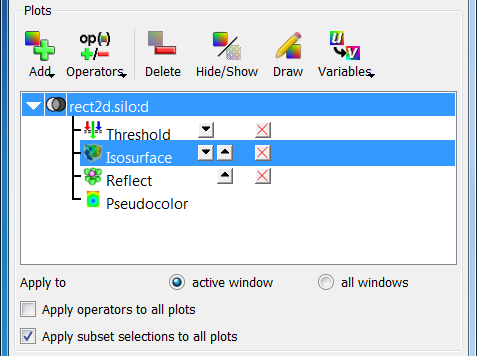 Plots
Add Operators Delete Hide/Show Draw Variables
rect2d.silo:d
Threshold
Isosurface
Reflect
Pseudocolor
Apply to active window all windows
Apply operators to all plots
Apply subset selections to all plots